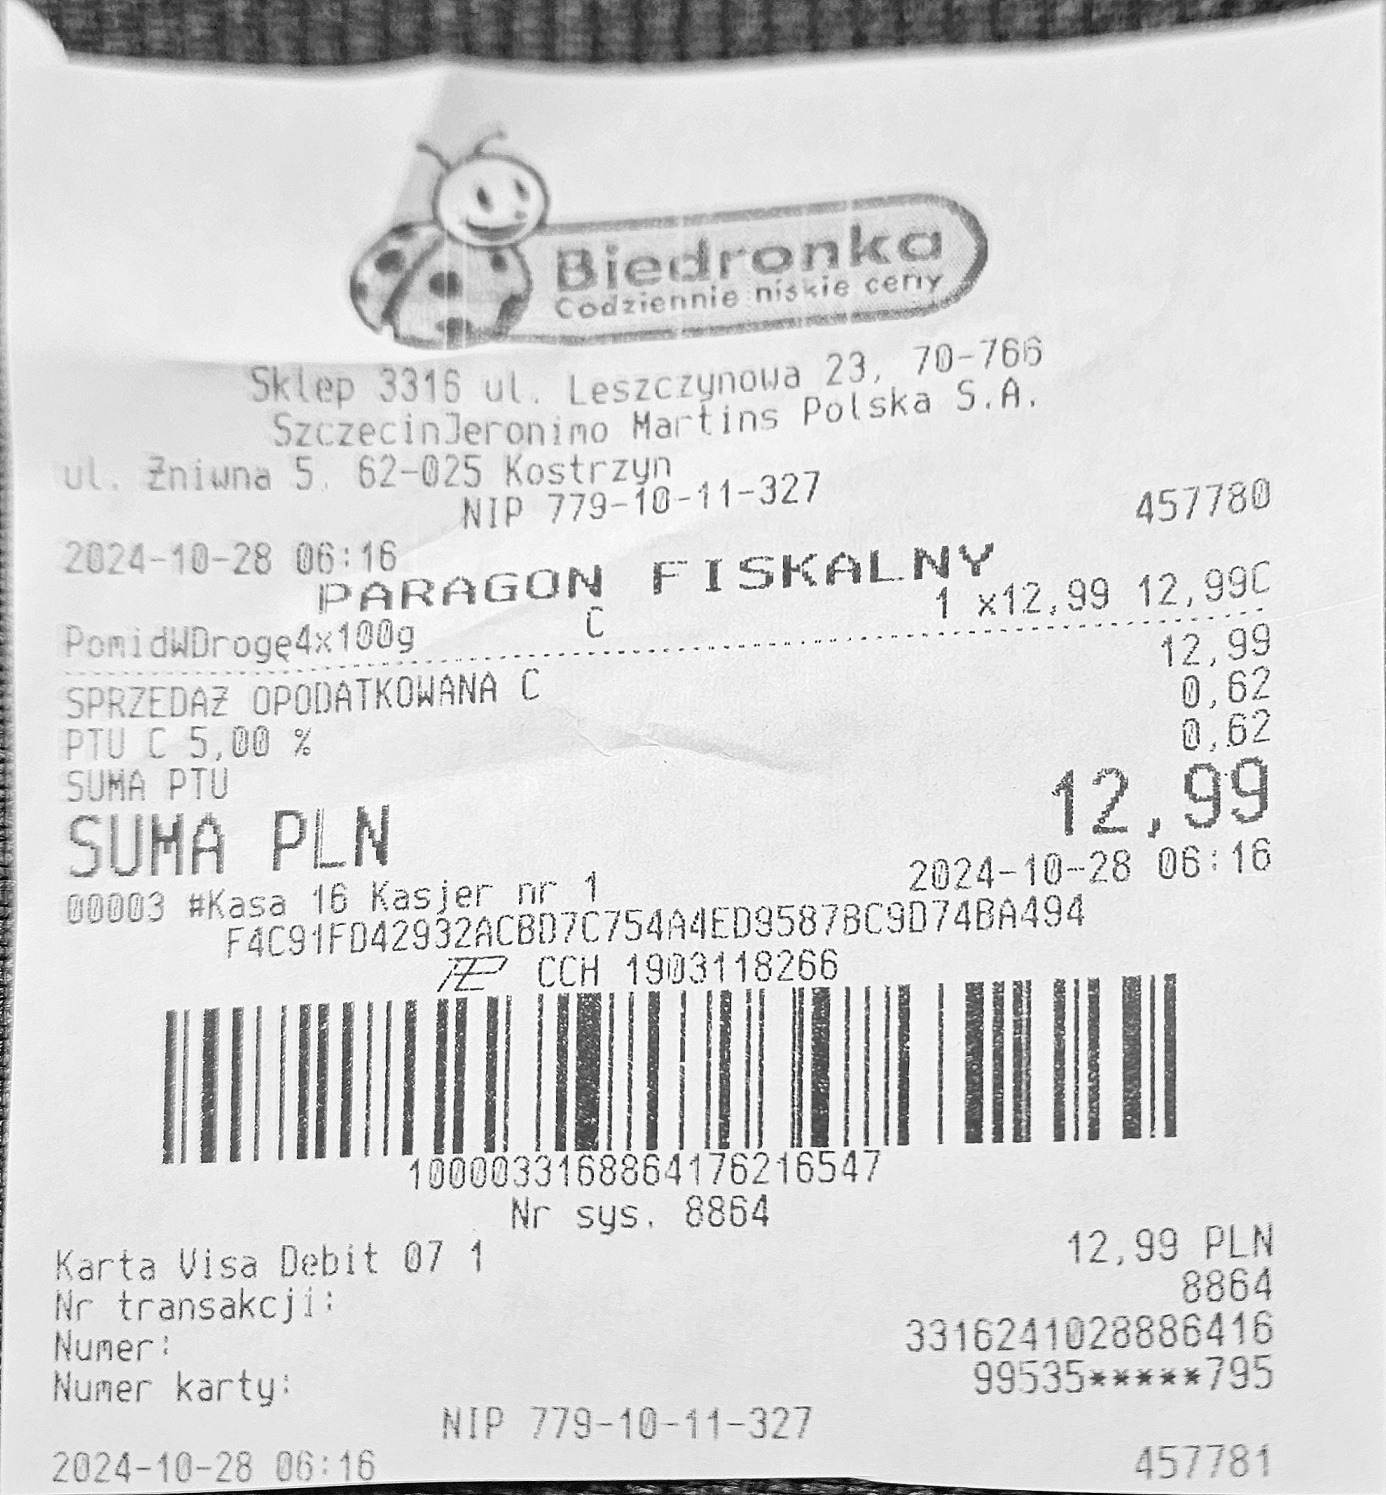 Biedronka
Codziennie niskie ceny
Sklep 3316 ul. Leszczynowa 23, 70-766
SzczecinJeronimo Martins Polska S.A.
ul. Żniwna 5, 62-025 Kostrzyn
NIP 779-10-11-327
2024-10-28 06:16 457780
PARAGON FISKALNY
PomidWDrogę4x100g C 1 x12,99 12,99C
SPRZEDAŻ OPODATKOWANA C 12,99
PTU C 5,00 % 0,62
SUMA PTU 0,62
SUMA PLN 12,99
00003 #Kasa 16 Kasjer nr 1 2024-10-28 06:16
F4C91FD42932ACBD7C754A4ED9587BC9D74BA494
CCH 1903118266
1000033168864176216547
Nr sys. 8864
Karta Visa Debit 07 1 12,99 PLN
Nr transakcji: 8864
Numer: 3316241028886416
Numer karty: 99535*****795
NIP 779-10-11-327
2024-10-28 06:16 457781